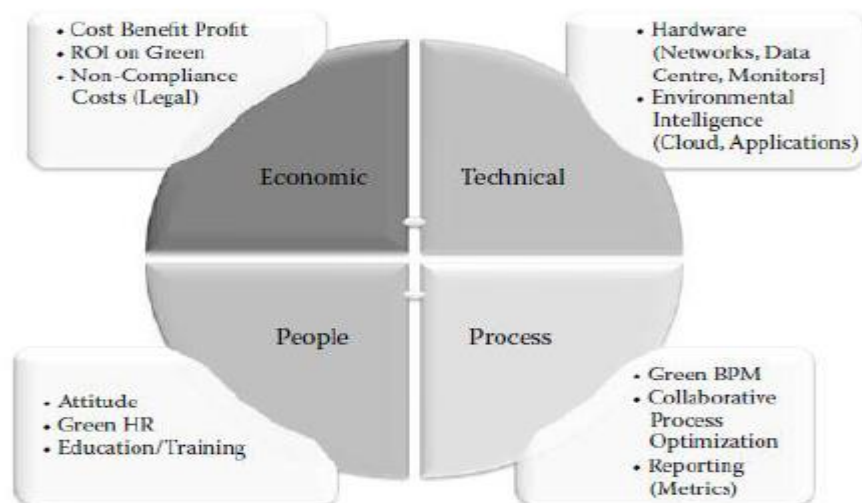 • Cost Benefit Profit
• ROI on Green
• Non-Compliance
Costs (Legal)
• Hardware
(Networks, Data
Centre, Monitors]
• Environmental
Intelligence
(Cloud, Applications)
Economic
Technical
People
Process
• Attitude
• Green HR
• Education/Training
• Green BPM
• Collaborative
Process
Optimization
• Reporting
(Metrics)